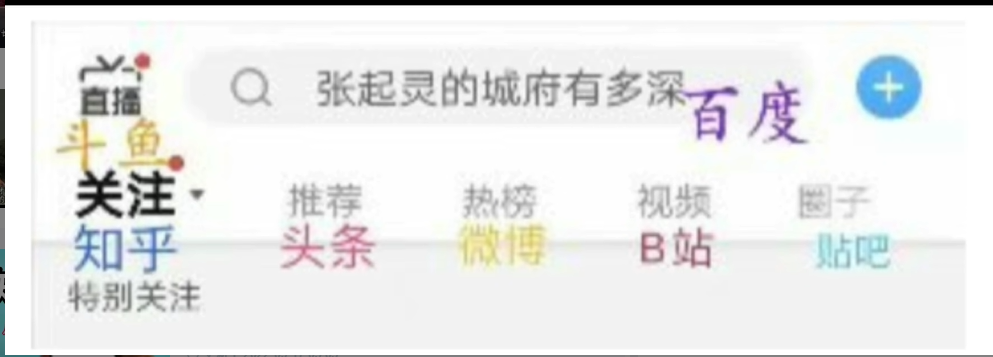 直播
张起灵的城府有多深
百度
斗鱼
关注
推荐
热榜
视频
圈子
知乎
头条
微博
B站
贴吧
特别关注